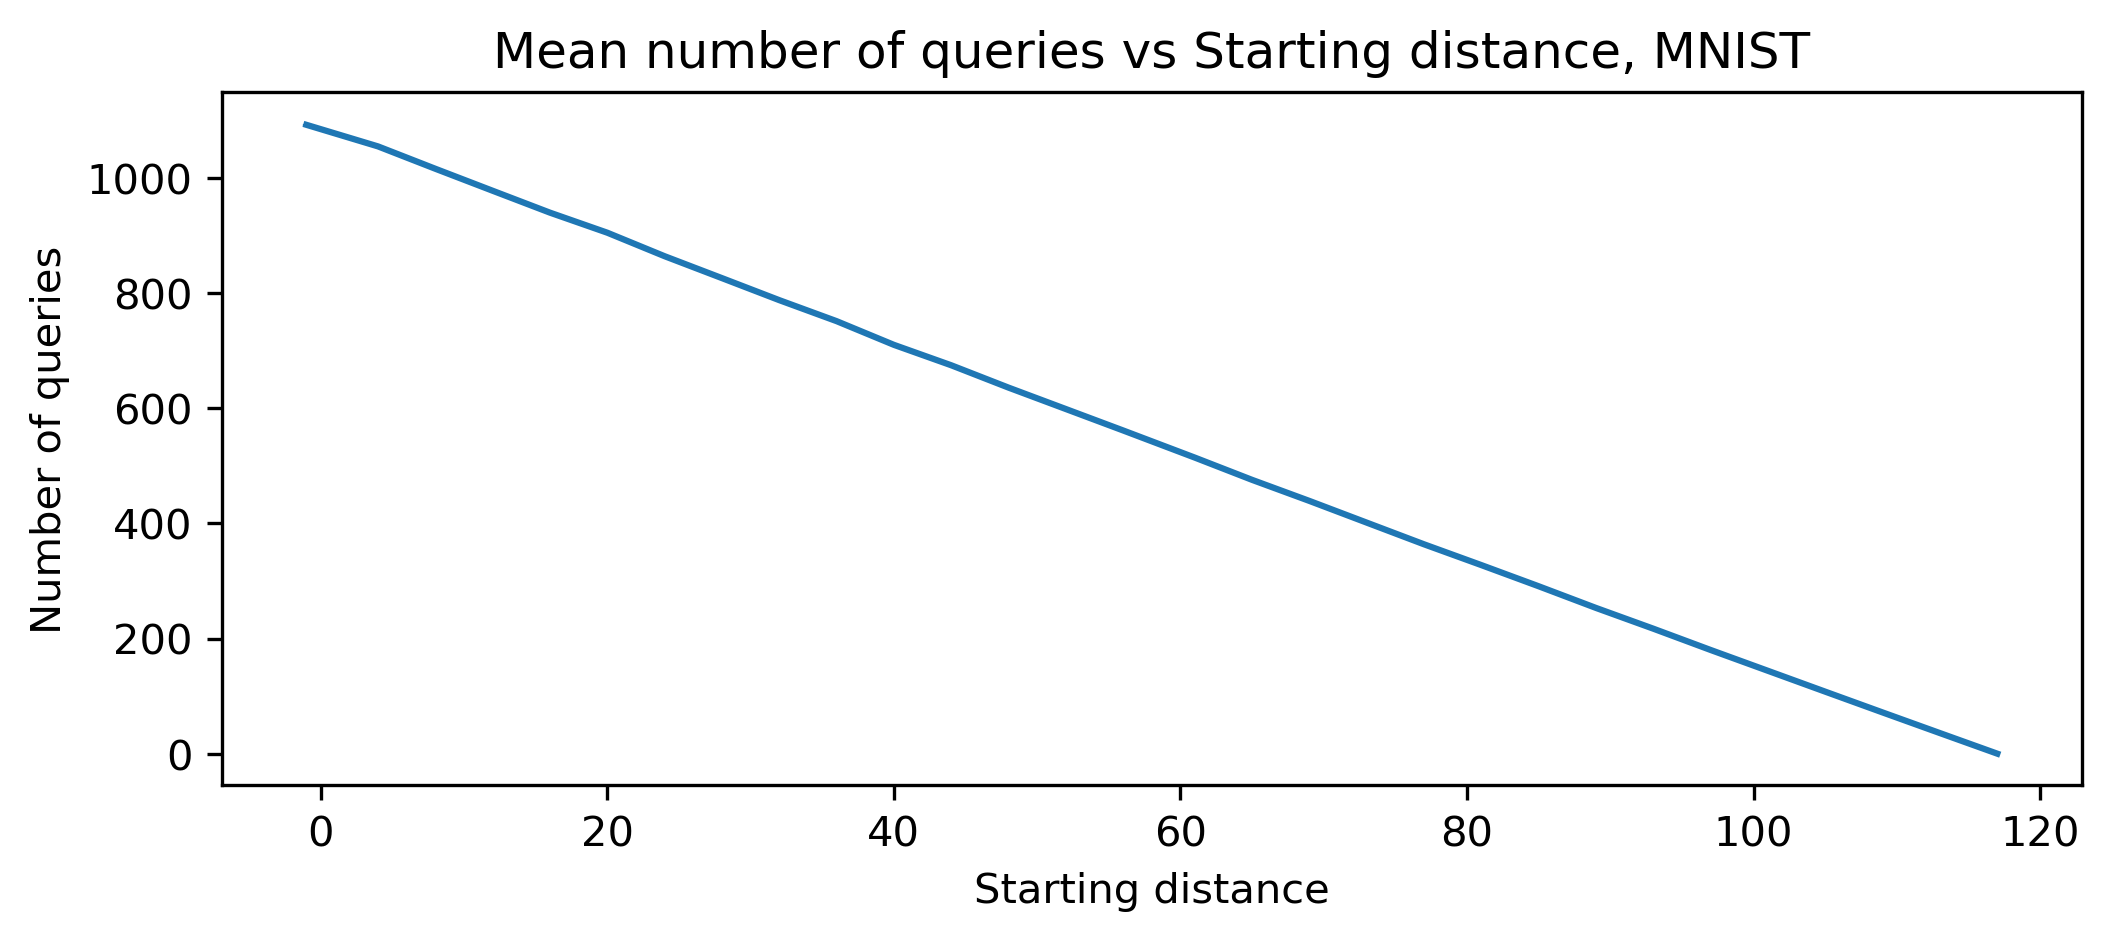 Mean number of queries vs Starting distance, MNIST
Number of queries
1000
800
600
400
200
0
0 20 40 60 80 100 120
Starting distance